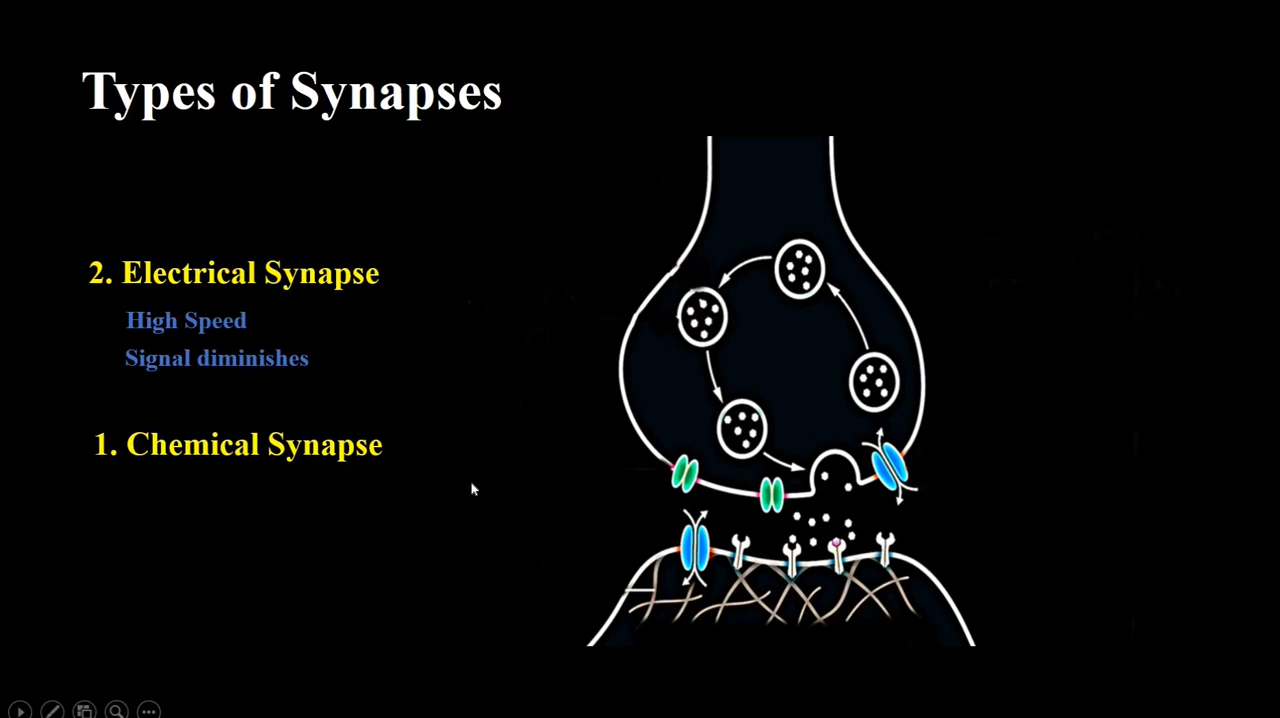 Types of Synapses
2. Electrical Synapse
High Speed
Signal diminishes
1. Chemical Synapse